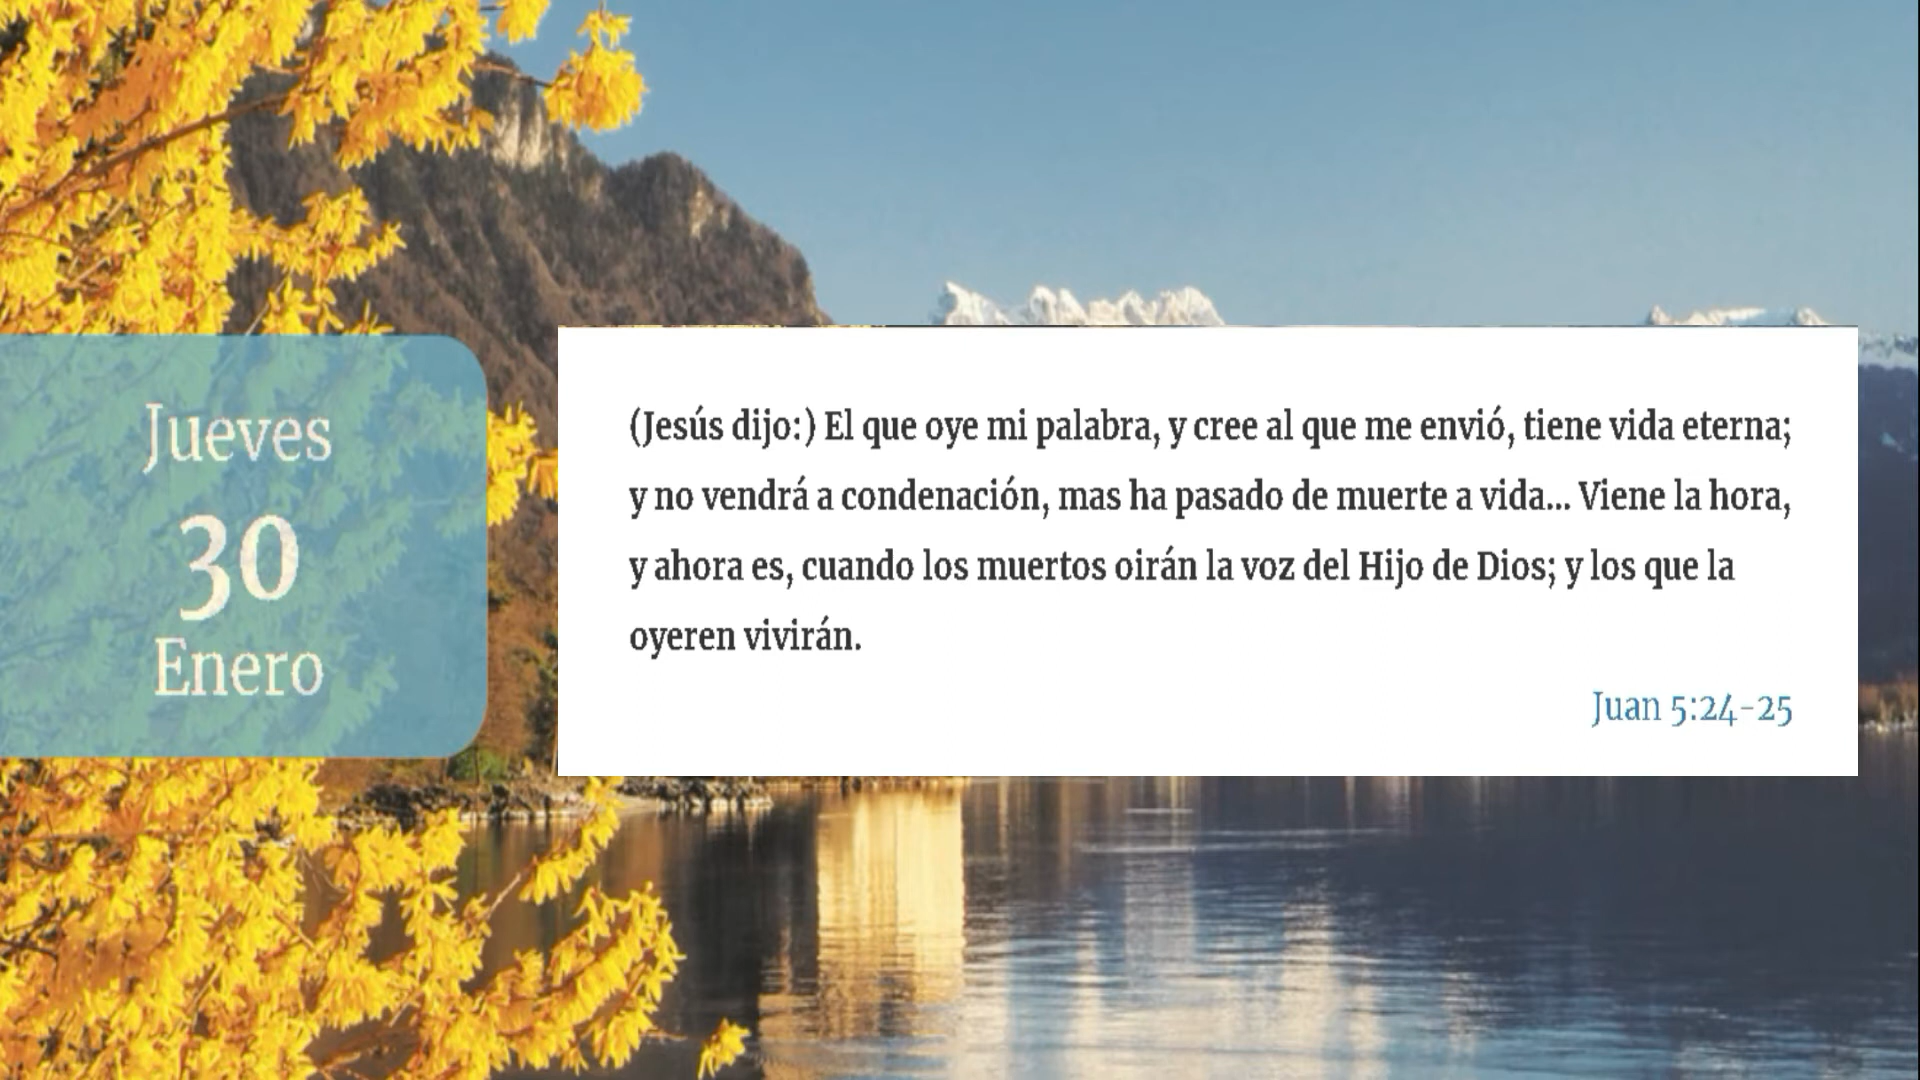 Jueves
30
Enero
(Jesús dijo:) El que oye mi palabra, y cree al que me envió, tiene vida eterna;
y no vendrá a condenación, mas ha pasado de muerte a vida... Viene la hora,
y ahora es, cuando los muertos oirán la voz del Hijo de Dios; y los que la
oyeren vivirán.
Juan 5:24-25